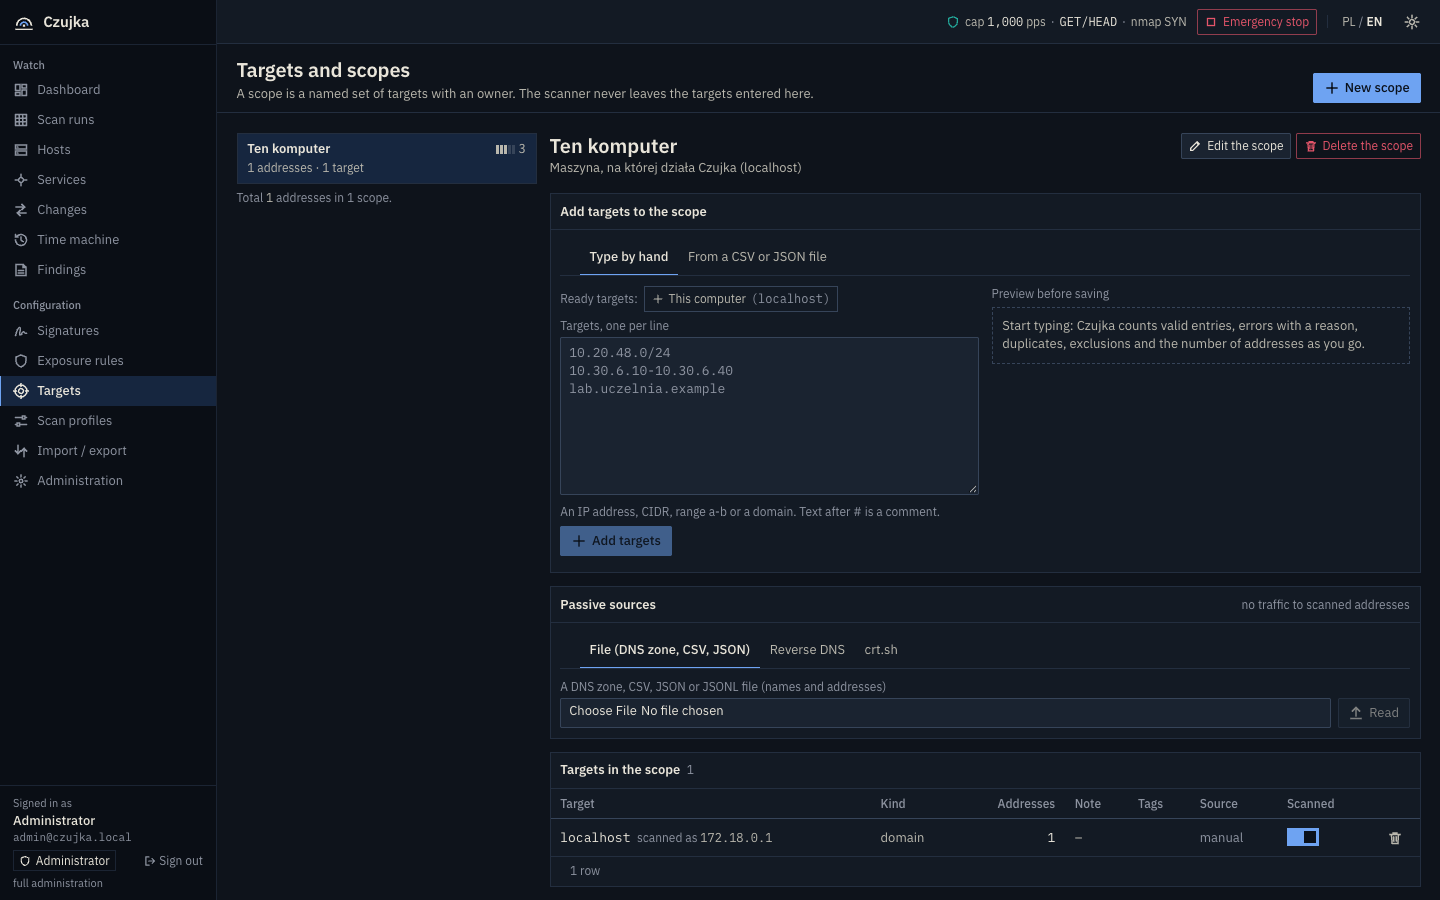 Czujka
cap 1,000 pps · GET/HEAD · nmap SYN
Emergency stop
PL / EN
Watch
Dashboard
Scan runs
Hosts
Services
Changes
Time machine
Findings
Configuration
Signatures
Exposure rules
Targets
Scan profiles
Import / export
Administration
Signed in as
Administrator
admin@czujka.local
Administrator
Sign out
full administration
Targets and scopes
A scope is a named set of targets with an owner. The scanner never leaves the targets entered here.
New scope
Ten komputer
3
1 addresses · 1 target
Total 1 addresses in 1 scope.
Ten komputer
Maszyna, na której działa Czujka (localhost)
Edit the scope
Delete the scope
Add targets to the scope
Type by hand
From a CSV or JSON file
Ready targets:
This computer (localhost)
Targets, one per line
10.20.48.0/24
10.30.6.10-10.30.6.40
lab.uczelnia.example
An IP address, CIDR, range a-b or a domain. Text after # is a comment.
Add targets
Preview before saving
Start typing: Czujka counts valid entries, errors with a reason,
duplicates, exclusions and the number of addresses as you go.
Passive sources
no traffic to scanned addresses
File (DNS zone, CSV, JSON)
Reverse DNS
crt.sh
A DNS zone, CSV, JSON or JSONL file (names and addresses)
Choose File No file chosen
Read
Targets in the scope 1
Target Kind Addresses Note Tags Source Scanned
localhost scanned as 172.18.0.1 domain 1 – manual
1 row